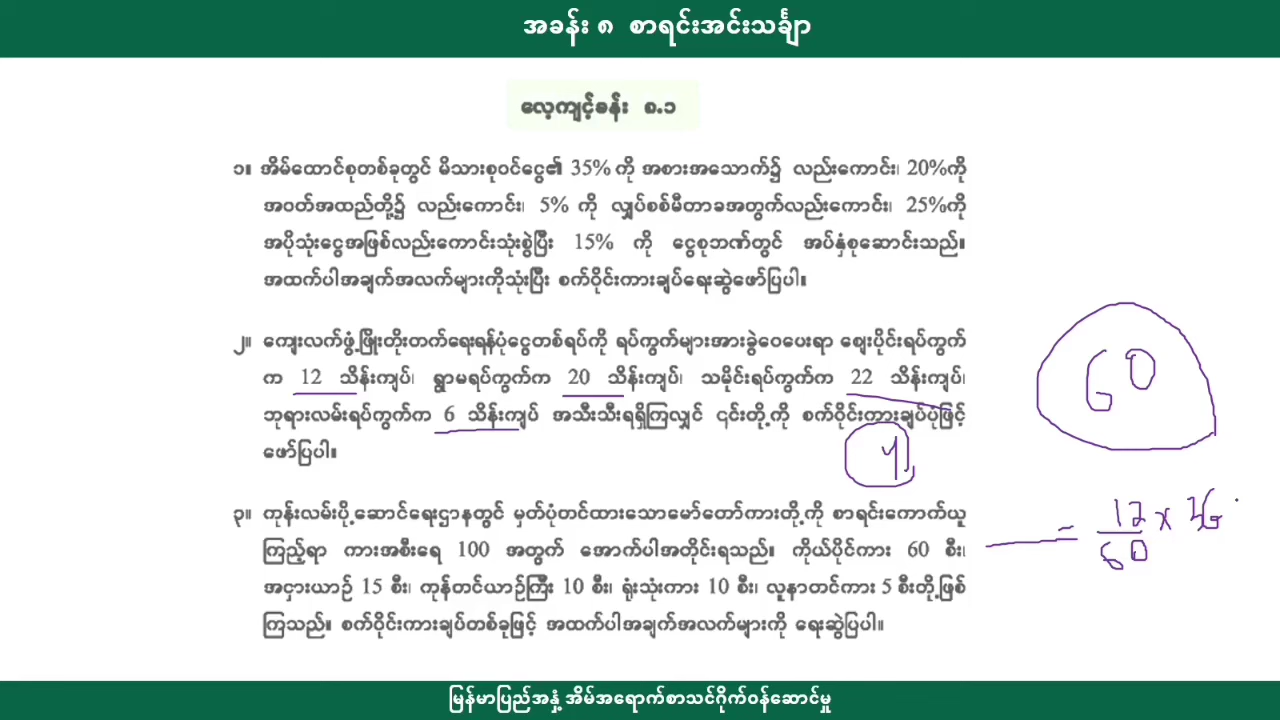 အခန်း ၈ စာရင်းအင်းသင်္ချာ
လေ့ကျင့်ခန်း ၈.၁
၁။ အိမ်ထောင်စုတစ်ခုတွင် မိသားစုဝင်ငွေ၏ 35% ကို အစားအသောက်၌ လည်းကောင်း၊ 20%ကို
အဝတ်အထည်တို့၌ လည်းကောင်း၊ 5% ကို လျှပ်စစ်မီတာခအတွက်လည်းကောင်း၊ 25%ကို
အပိုသုံးငွေအဖြစ်လည်းကောင်းသုံးစွဲပြီး 15% ကို ငွေစုဘဏ်တွင် အပ်နှံစုဆောင်းသည်။
အထက်ပါအချက်အလက်များကိုသုံးပြီး စက်ဝိုင်းကားချပ်ရေးဆွဲဖော်ပြပါ။
၂။ ကျေးလက်ဖွံ့ဖြိုးတိုးတက်ရေးရန်ပုံငွေတစ်ရပ်ကို ရပ်ကွက်များအားခွဲဝေပေးရာ ဈေးပိုင်းရပ်ကွက်
က 12 သိန်းကျပ်၊ ရွာမရပ်ကွက်က 20 သိန်းကျပ်၊ သမိုင်းရပ်ကွက်က 22 သိန်းကျပ်၊
ဘုရားလမ်းရပ်ကွက်က 6 သိန်းကျပ် အသီးသီးရရှိကြလျှင် ၎င်းတို့ကို စက်ဝိုင်းကားချပ်ပုံဖြင့်
ဖော်ပြပါ။
60
၃။ ကုန်းလမ်းပို့ဆောင်ရေးဌာနတွင် မှတ်ပုံတင်ထားသောမော်တော်ကားတို့ကို စာရင်းကောက်ယူ
ကြည့်ရာ ကားအစီးရေ 100 အတွက် အောက်ပါအတိုင်းရသည်။ ကိုယ်ပိုင်ကား 60 စီး၊
အငှားယာဉ် 15 စီး၊ ကုန်တင်ယာဉ်ကြီး 10 စီး၊ ရုံးသုံးကား 10 စီး၊ လူနာတင်ကား 5 စီးတို့ဖြစ်
ကြသည်။ စက်ဝိုင်းကားချပ်တစ်ခုဖြင့် အထက်ပါအချက်အလက်များကို ရေးဆွဲပြပါ။
= 12 ×
60
မြန်မာပြည်အနှံ့ အိမ်အရောက်စာသင်ဂိုက်ဝန်ဆောင်မှု